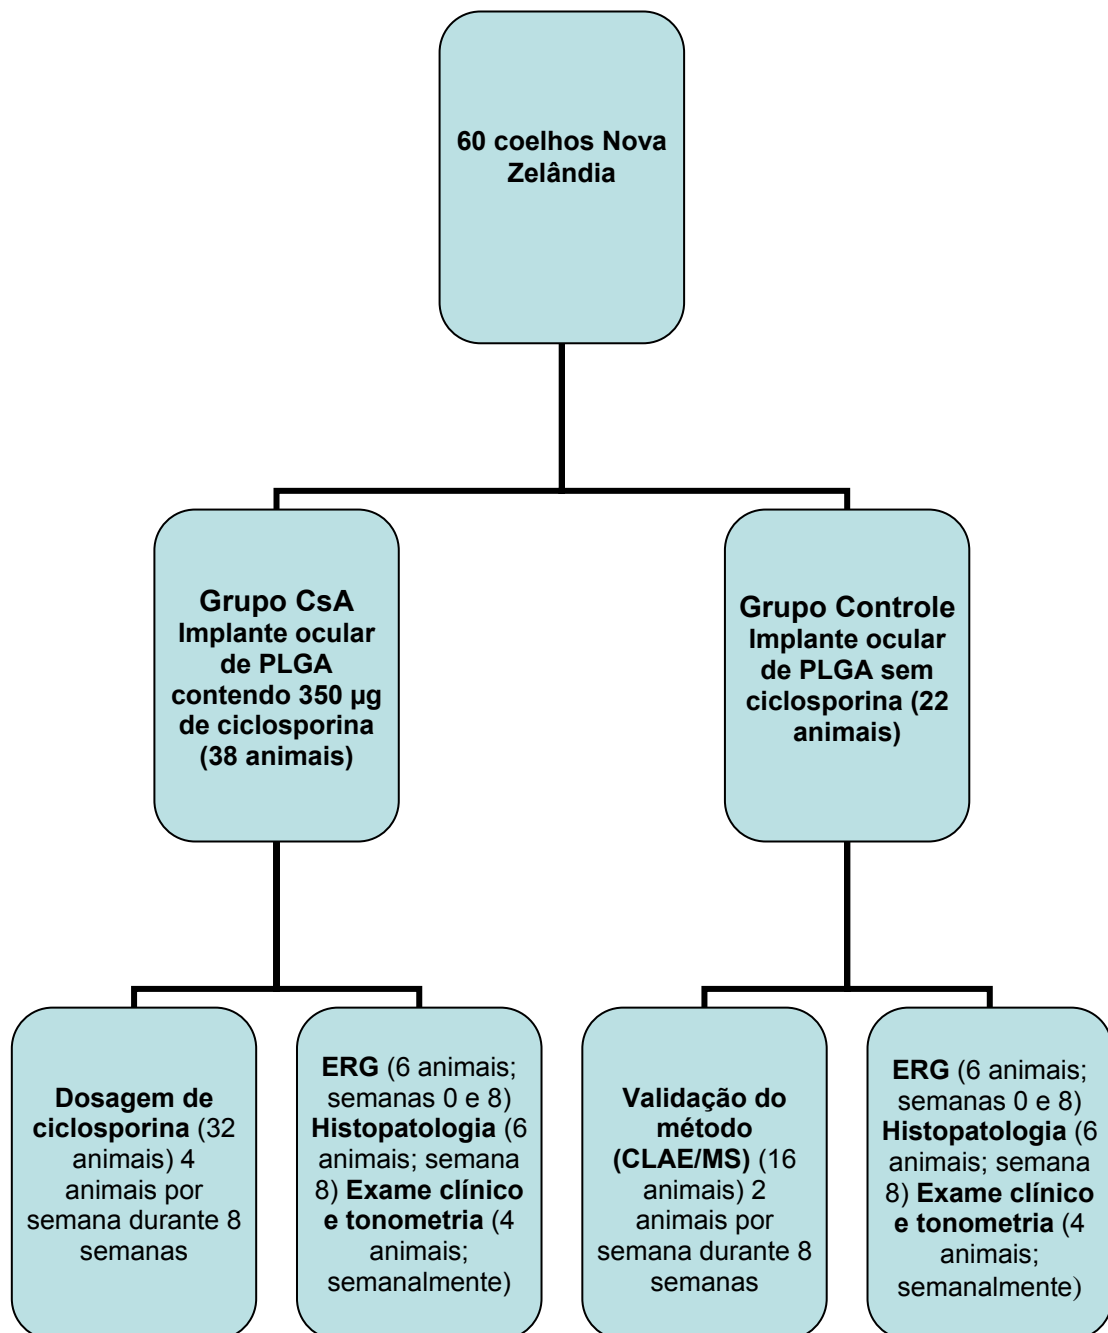 60 coelhos Nova
Zelândia
Grupo CsA
Implante ocular
de PLGA
contendo 350 µg
de ciclosporina
(38 animais)
Grupo Controle
Implante ocular
de PLGA sem
ciclosporina (22
animais)
Dosagem de
ciclosporina (32
animais) 4
animais por
semana durante 8
semanas
ERG (6 animais;
semanas 0 e 8)
Histopatologia (6
animais; semana
8) Exame clínico
e tonometria (4
animais;
semanalmente)
Validação do
método
(CLAE/MS) (16
animais) 2
animais por
semana durante 8
semanas
ERG (6 animais;
semanas 0 e 8)
Histopatologia (6
animais; semana
8) Exame clínico
e tonometria (4
animais;
semanalmente)